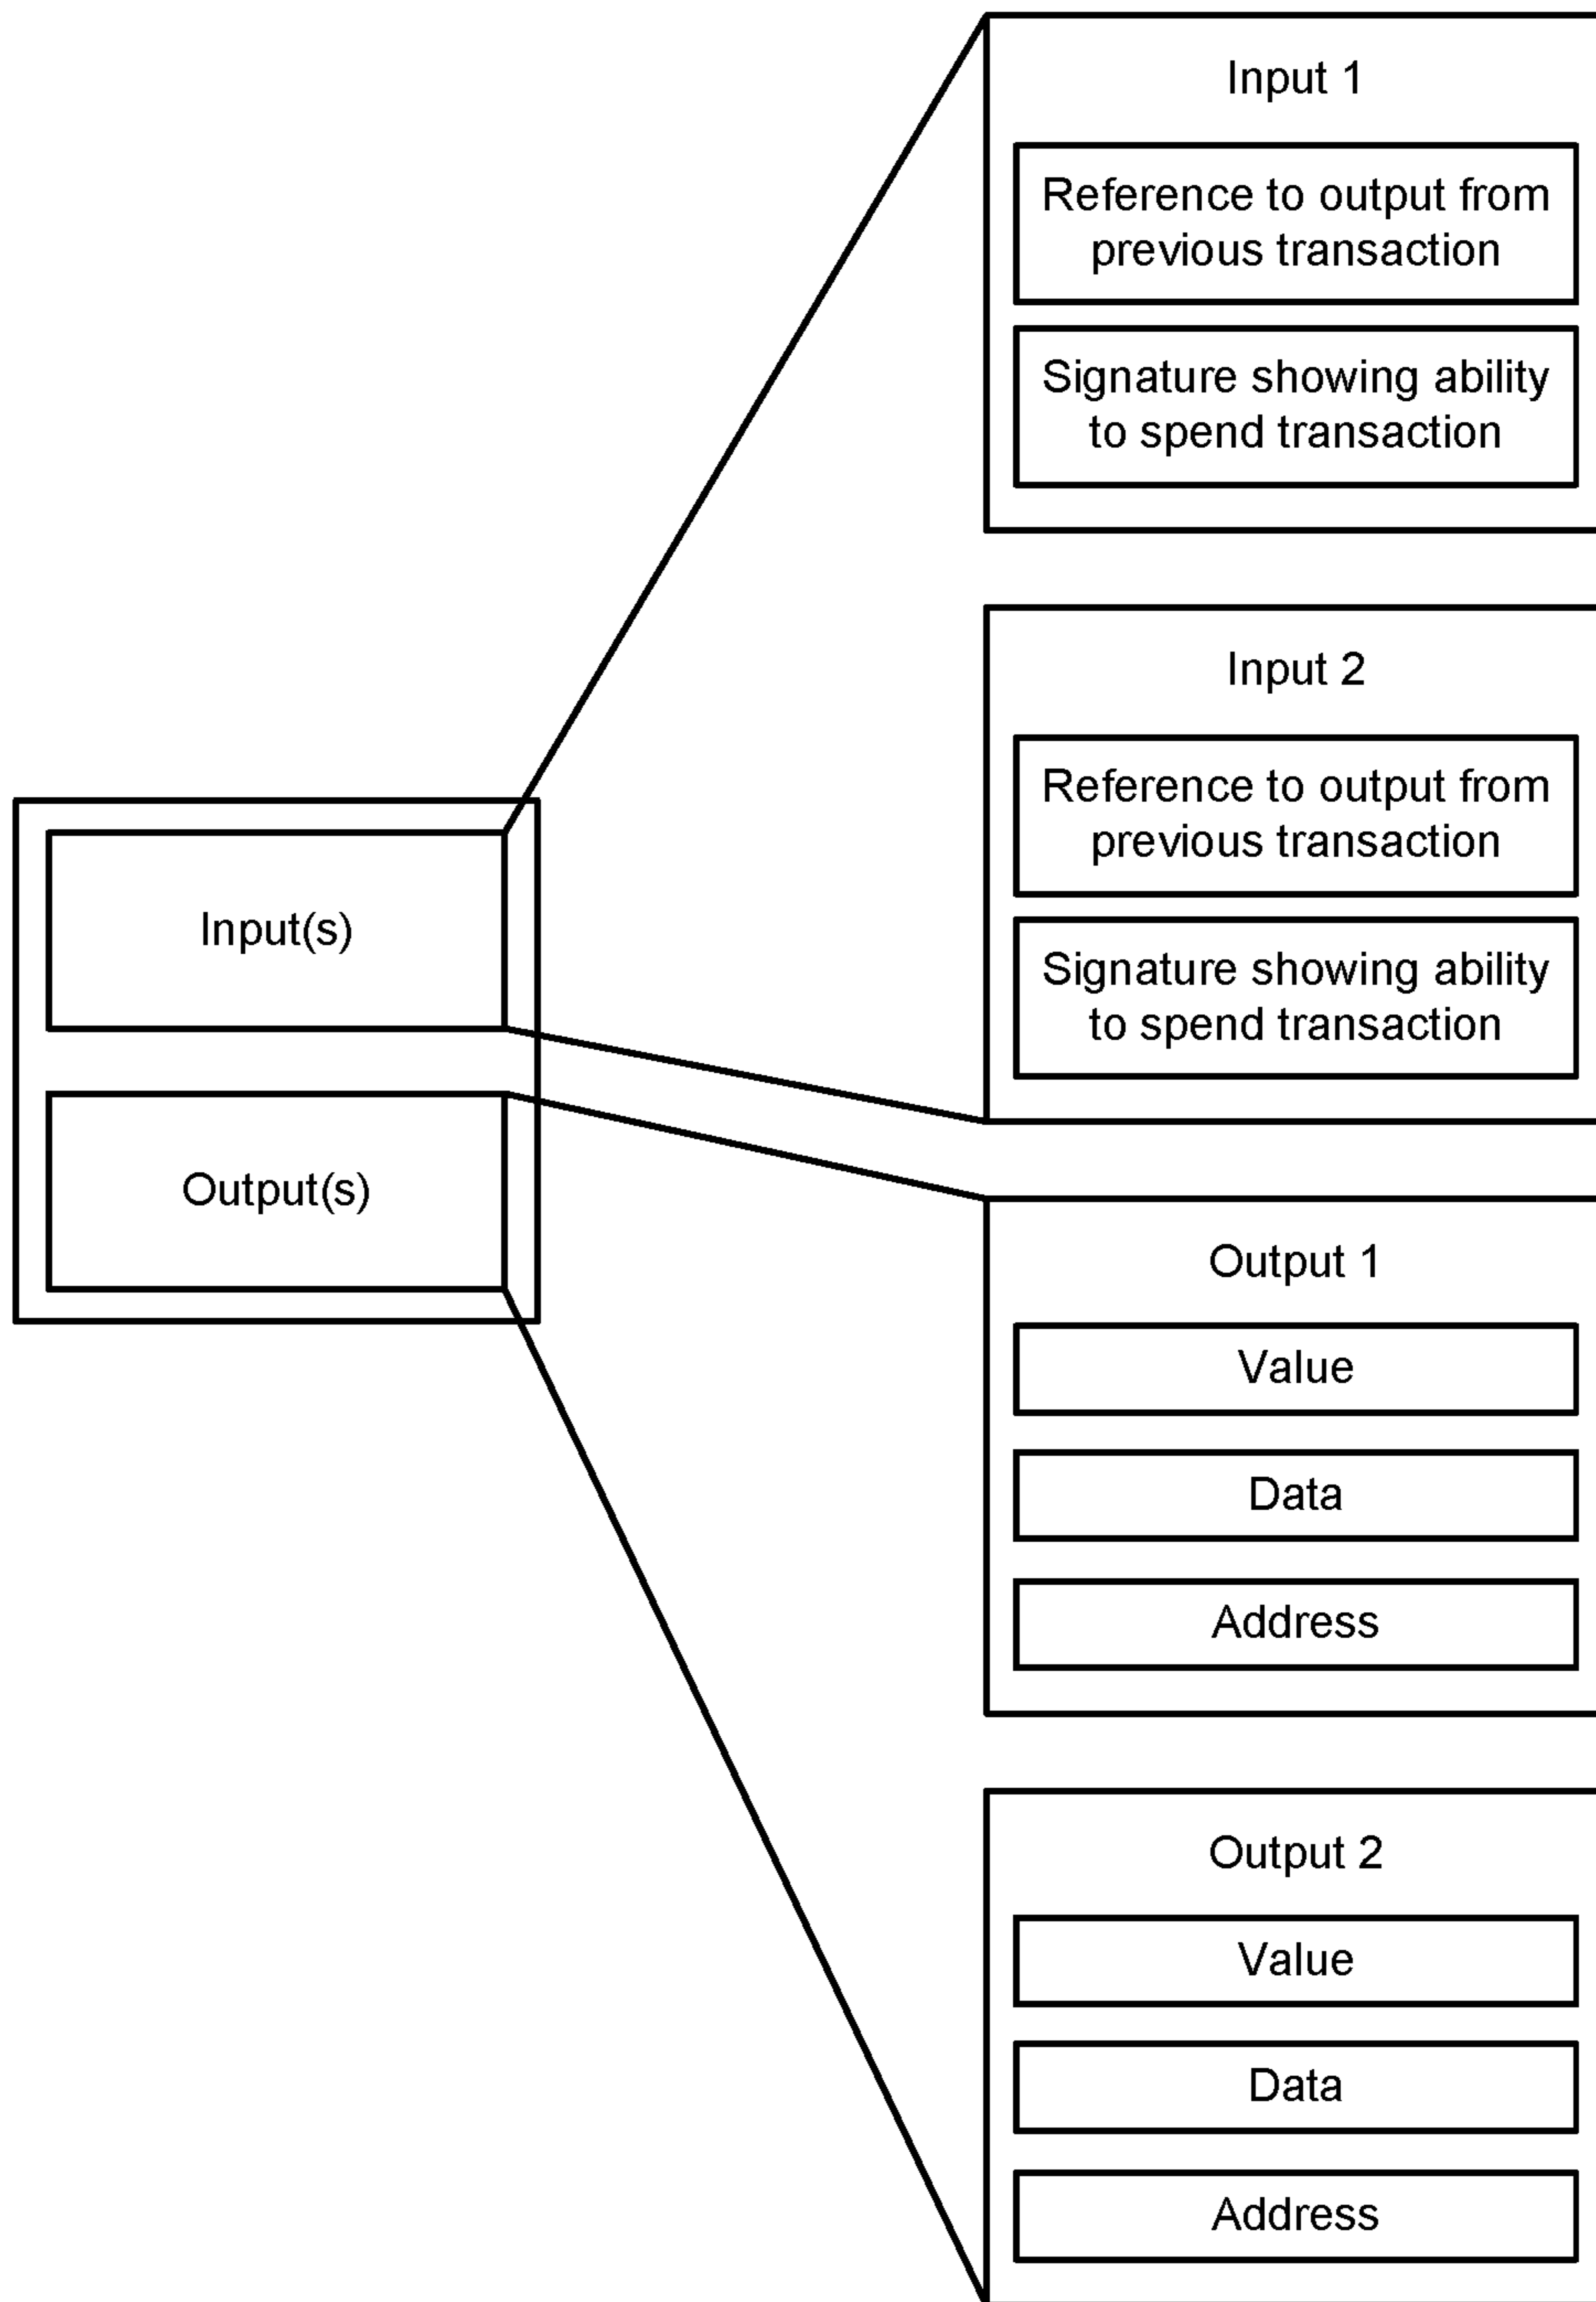 Input 1
Reference to output from
previous transaction
Signature showing ability
to spend transaction
Input 2
Reference to output from
previous transaction
Signature showing ability
to spend transaction
Input(s)
Output(s)
Output 1
Value
Data
Address
Output 2
Value
Data
Address